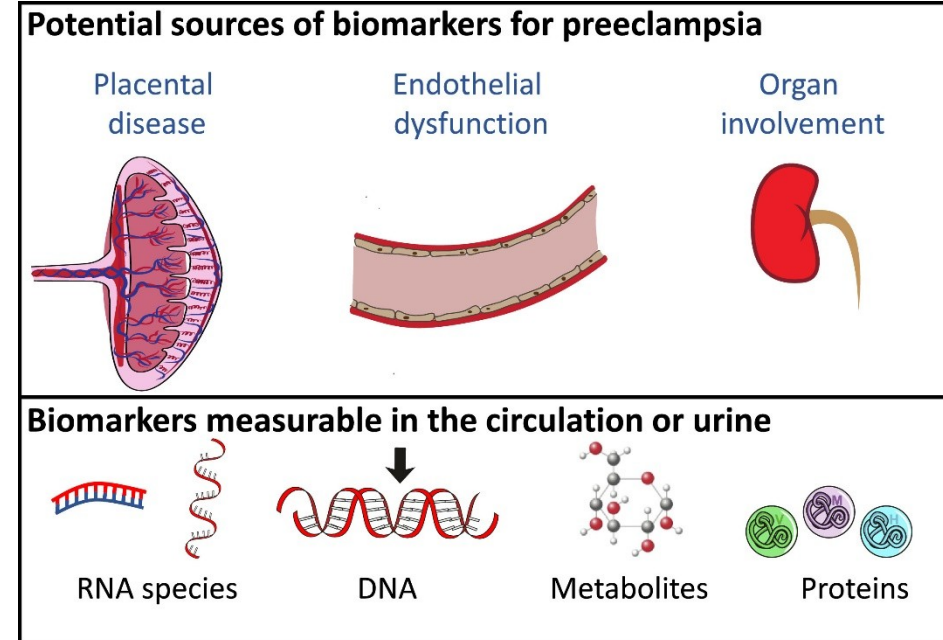 Potential sources of biomarkers for preeclampsia
Placental
disease
Endothelial
dysfunction
Organ
involvement
Biomarkers measurable in the circulation or urine
V
M
H
RNA species
DNA
Metabolites
Proteins